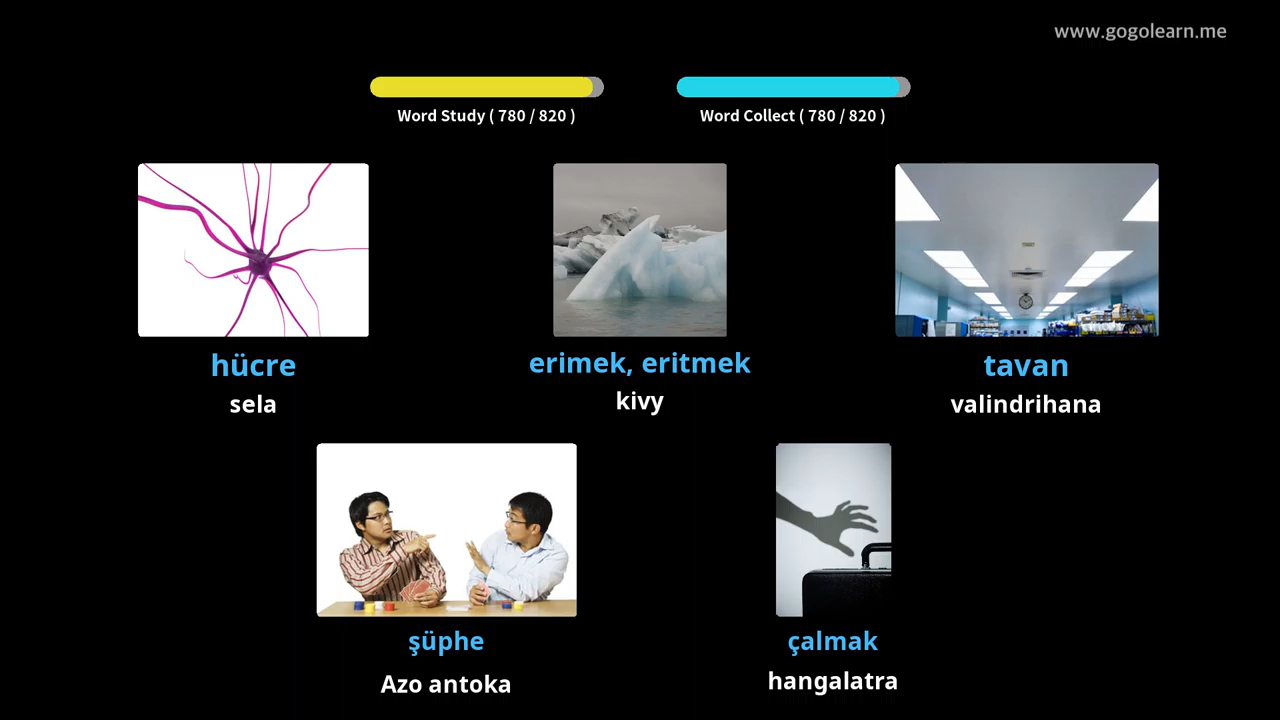 www.gogolearn.me
Word Study ( 780 / 820 )
Word Collect ( 780 / 820 )
hücre
sela
erimek, eritmek
kivy
tavan
valindrihana
şüphe
Azo antoka
çalmak
hangalatra